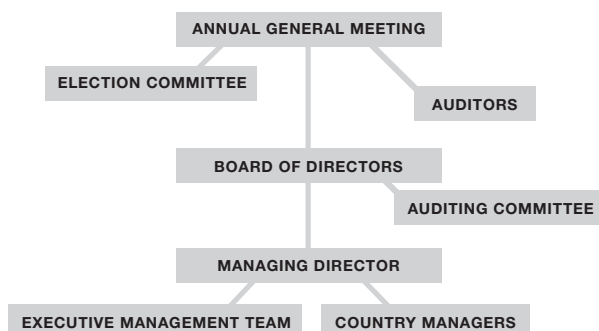 ANNUAL GENERAL MEETING
ELECTION COMMITTEE
AUDITORS
BOARD OF DIRECTORS
AUDITING COMMITTEE
MANAGING DIRECTOR
EXECUTIVE MANAGEMENT TEAM
COUNTRY MANAGERS